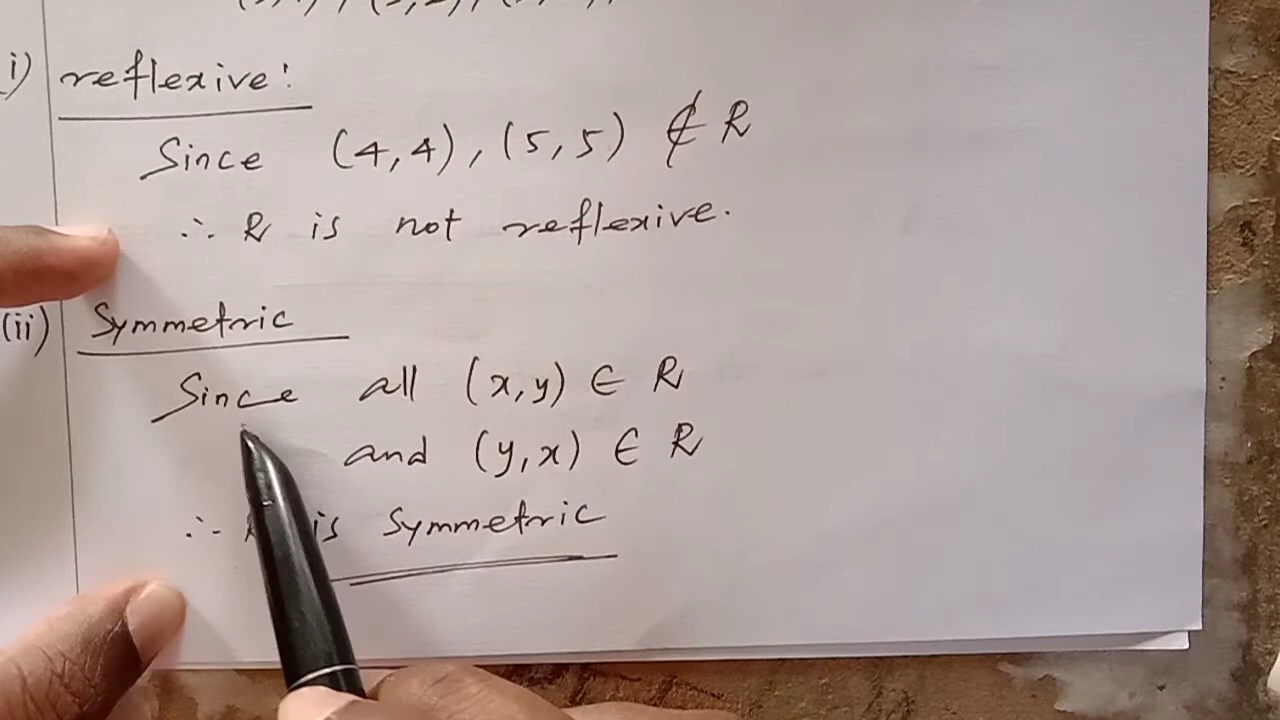 i) reflexive:
Since (4,4), (5,5) ∉ R
∴ R is not reflexive.
(ii) Symmetric
Since all (x,y) ∈ R
and (y,x) ∈ R
∴ R is Symmetric